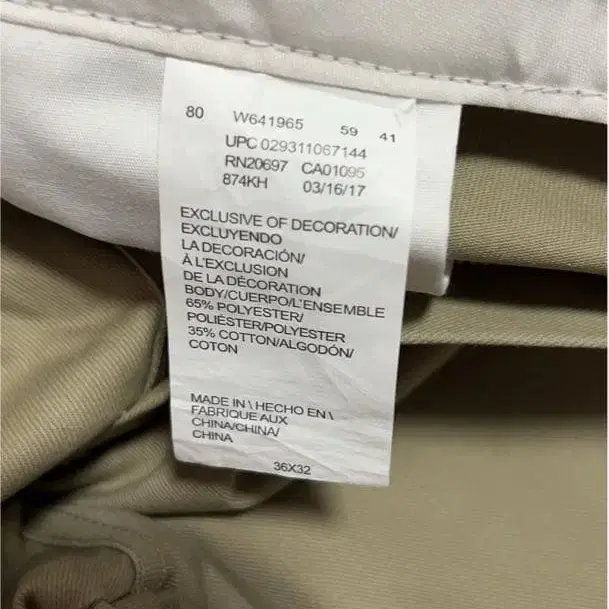 80 W641965 59 41
UPC 029311067144
RN20697 CA01095
874KH 03/16/17
EXCLUSIVE OF DECORATION/
EXCLUYENDO
LA DECORACIÓN/
À L'EXCLUSION
DE LA DÉCORATION
BODY/CUERPO/L'ENSEMBLE
65% POLYESTER/
POLIÉSTER/POLYESTER
35% COTTON/ALGODÓN/
COTON
MADE IN \ HECHO EN \
FABRIQUE AUX
CHINA/CHINA/
CHINA
36X32